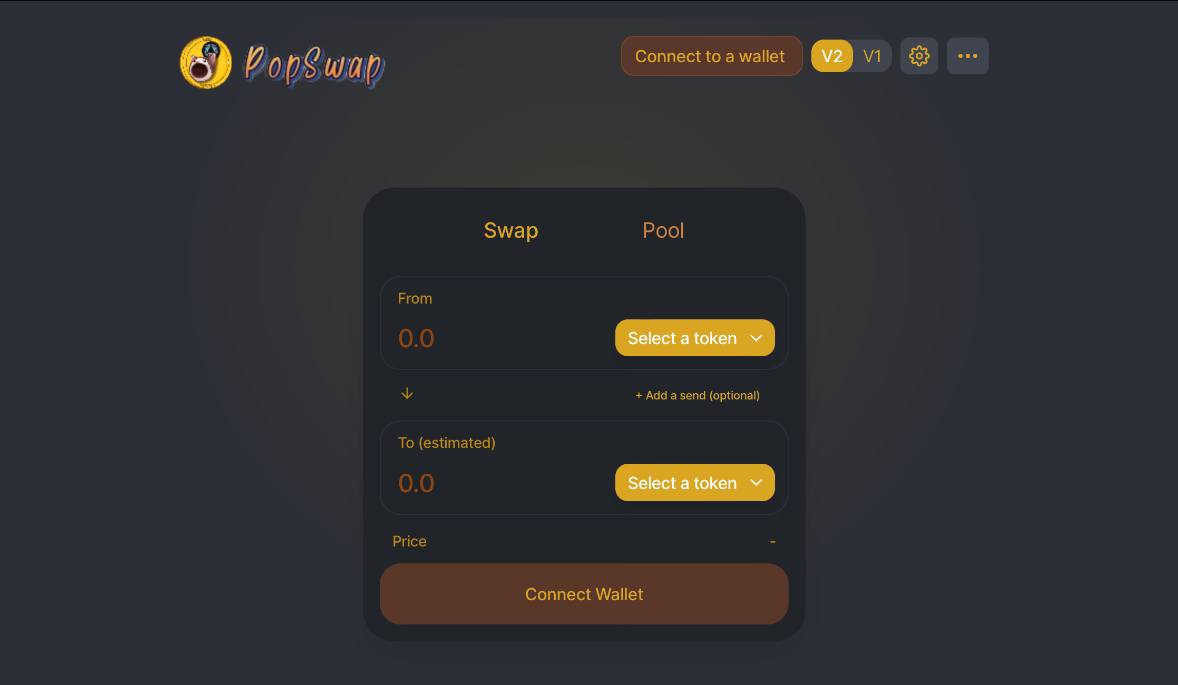 PopSwap
Connect to a wallet
V2 V1
Swap Pool
From
0.0 Select a token
+ Add a send (optional)
To (estimated)
0.0 Select a token
Price -
Connect Wallet